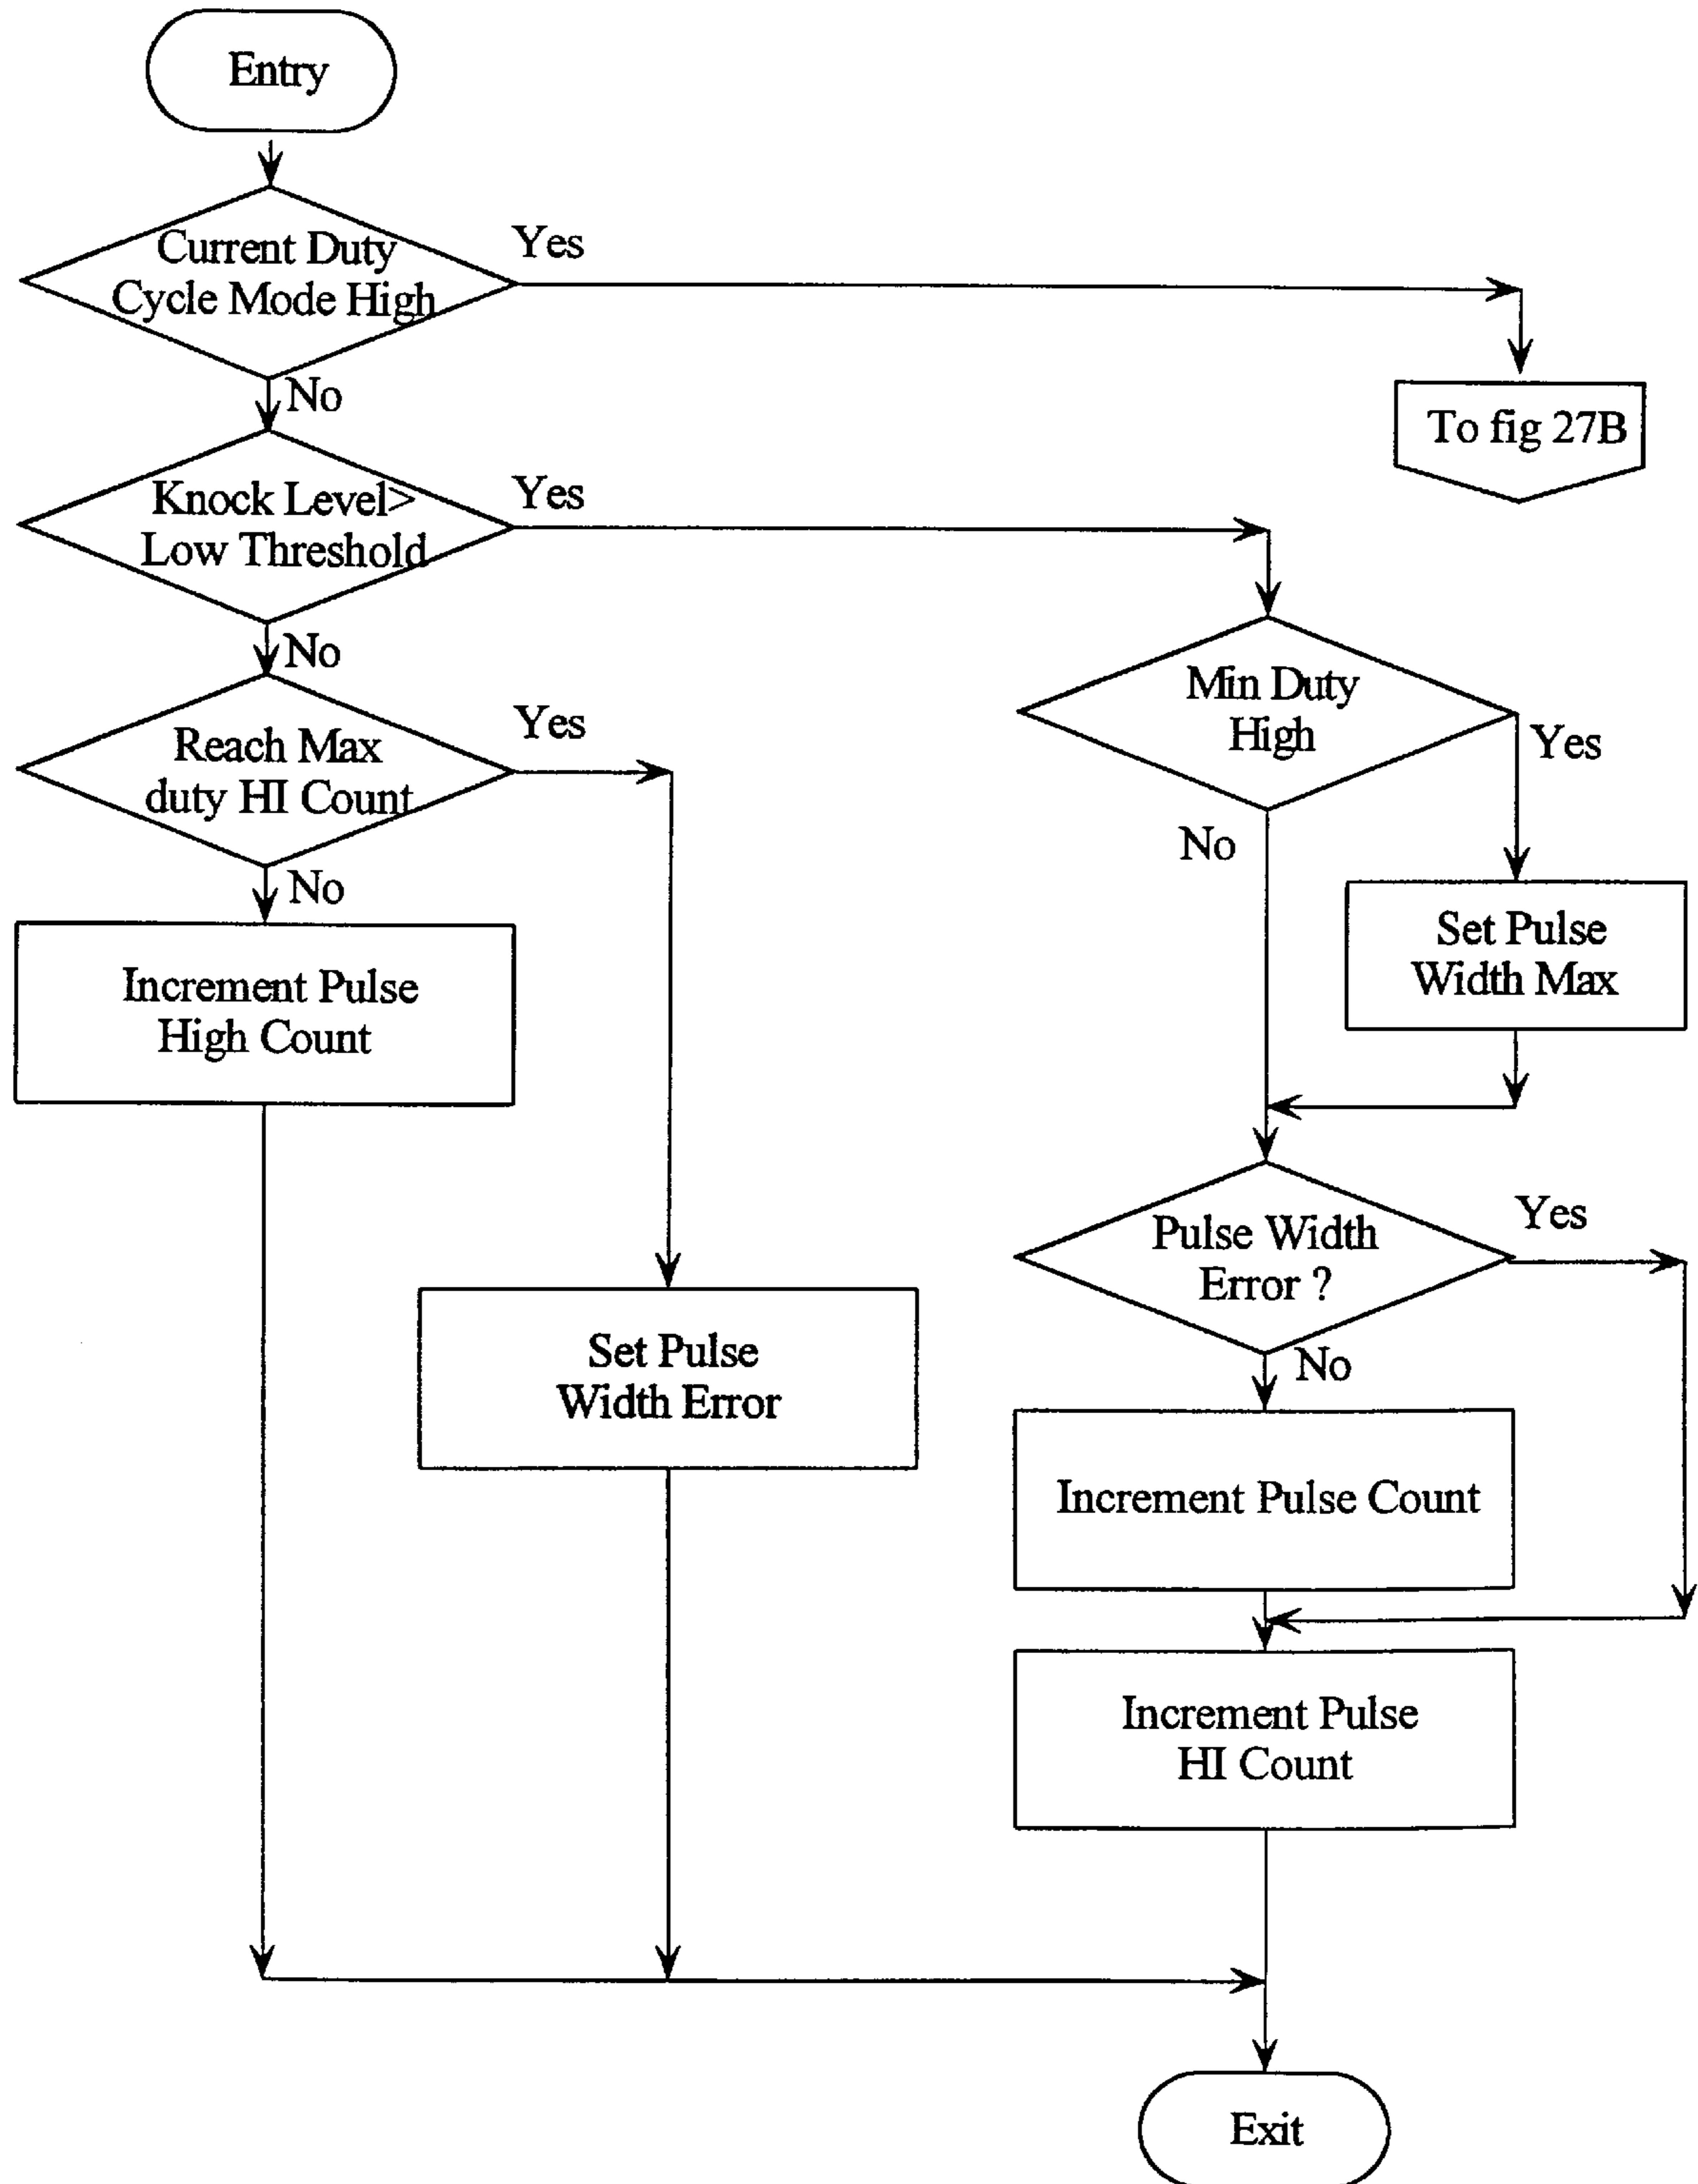 Entry
Current Duty
Cycle Mode High
Yes
No
To fig 27B
Knock Level>
Low Threshold
Yes
No
Reach Max
duty HI Count
Yes
No
Min Duty
High
Yes
No
Increment Pulse
High Count
Set Pulse
Width Max
Pulse Width
Error ?
Yes
No
Set Pulse
Width Error
Increment Pulse Count
Increment Pulse
HI Count
Exit